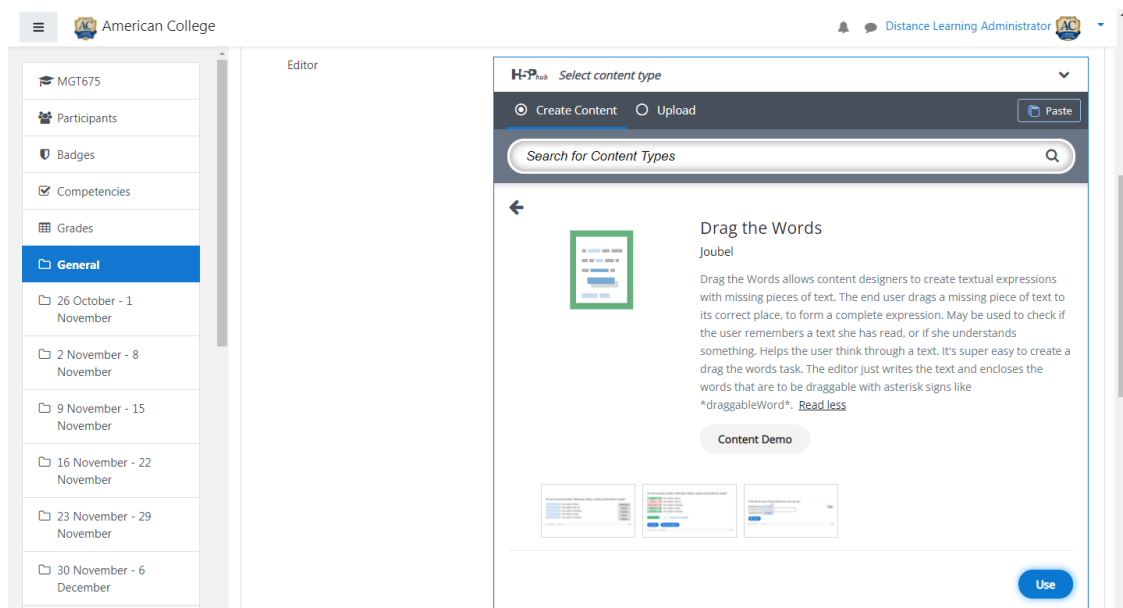 American College
Distance Learning Administrator
MGT675
Participants
Badges
Competencies
Grades
General
26 October - 1
November
2 November - 8
November
9 November - 15
November
16 November - 22
November
23 November - 29
November
30 November - 6
December
Editor
H5P hub Select content type
Create Content Upload
Paste
Search for Content Types
Drag the Words
Joubel
Drag the Words allows content designers to create textual expressions
with missing pieces of text. The end user drags a missing piece of text to
its correct place, to form a complete expression. May be used to check if
the user remembers a text she has read, or if she understands
something. Helps the user think through a text. It's super easy to create a
drag the words task. The editor just writes the text and encloses the
words that are to be draggable with asterisk signs like
*draggableWord*. Read less
Content Demo
Use